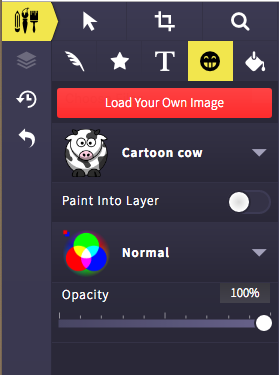 T
Load Your Own Image
Cartoon cow
Paint Into Layer
Normal
Opacity
100%